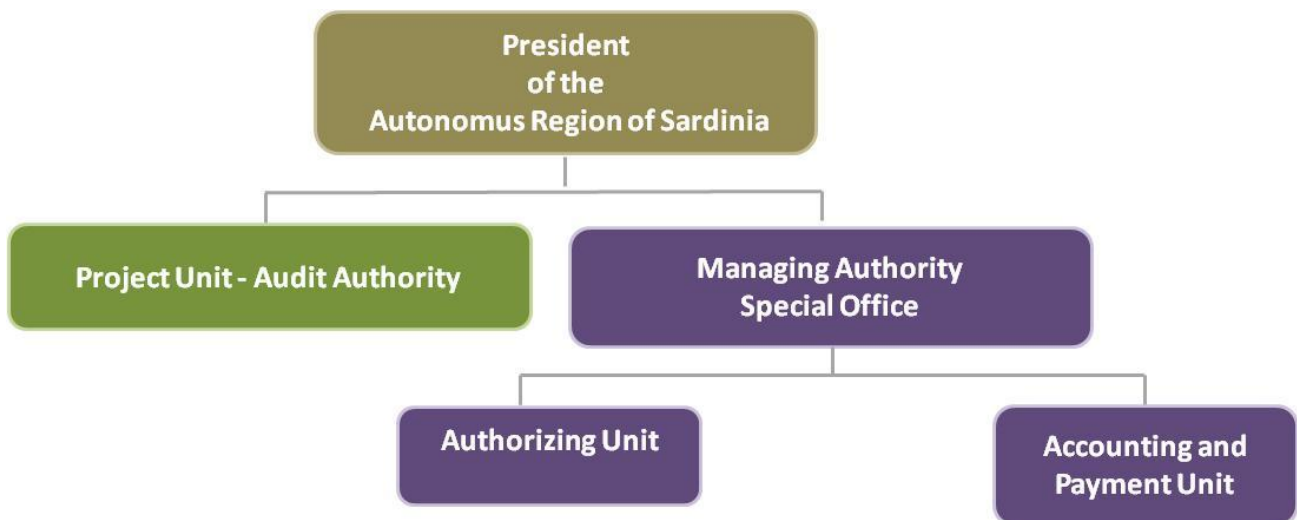 President
of the
Autonomus Region of Sardinia
Project Unit - Audit Authority
Managing Authority
Special Office
Authorizing Unit
Accounting and
Payment Unit